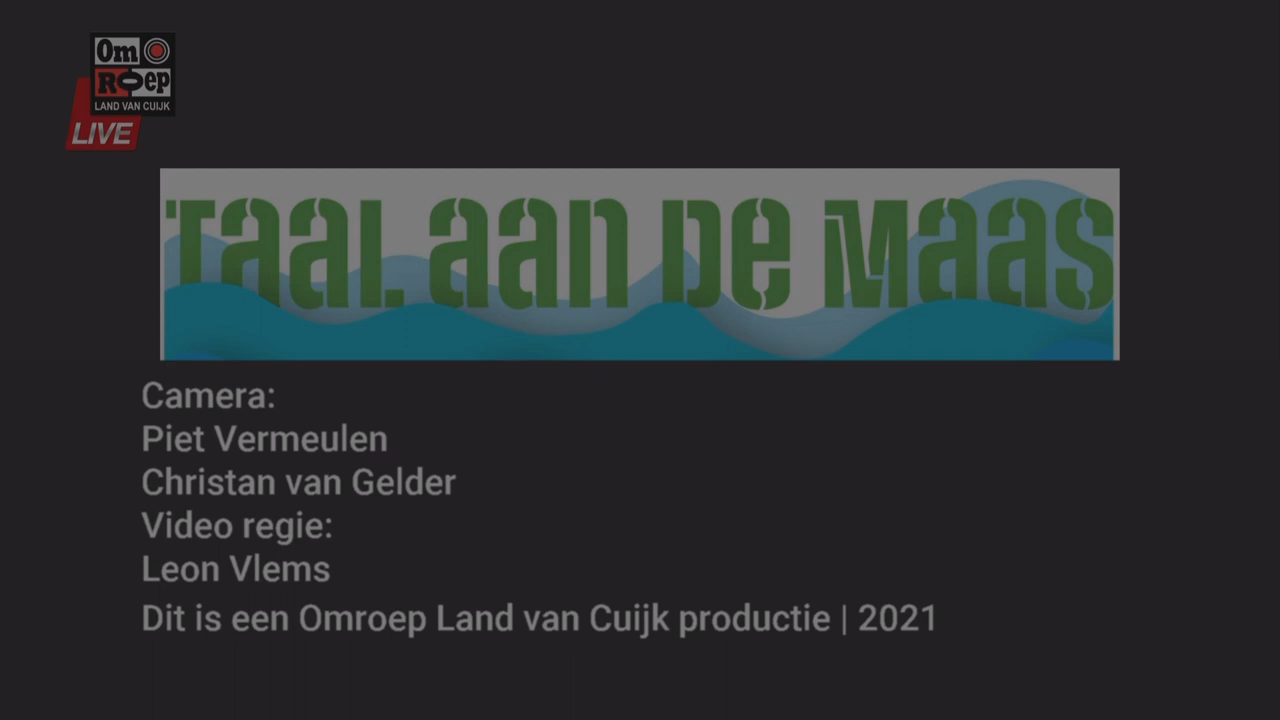 Om
Roep
LAND VAN CUIJK
LIVE
Taal aan de Maas
Camera:
Piet Vermeulen
Christan van Gelder
Video regie:
Leon Vlems
Dit is een Omroep Land van Cuijk productie | 2021